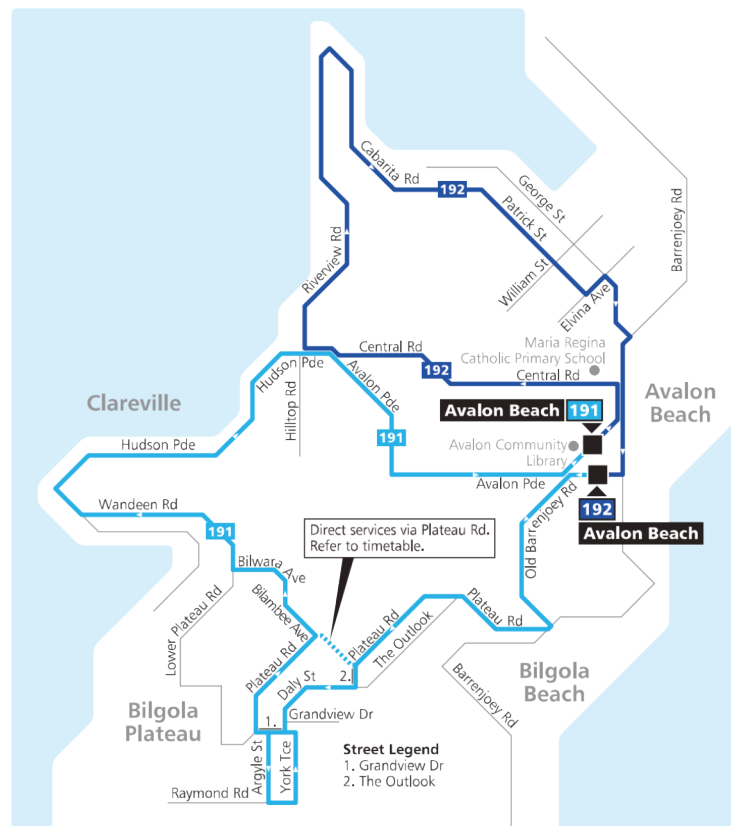 Cabarita Rd
192
George St
Patrick St
Barrenjoey Rd
William St
Riverview Rd
Elvina Ave
Maria Regina
Catholic Primary School
Central Rd
192
Central Rd
Hudson Pde
Avalon Pde
Hilltop Rd
Clareville
Avalon
Beach
Avalon Beach 191
191
Avalon Community
Library
Hudson Pde
Avalon Pde
Wandeen Rd
Old Barrenjoey Rd
192
Avalon Beach
191
Direct services via Plateau Rd.
Refer to timetable.
Bilwara Ave
Bilambee Ave
Lower Plateau Rd
Plateau Rd
Plateau Rd
Plateau Rd
The Outlook
Daly St
2.
Barrenjoey Rd
Bilgola
Beach
Bilgola
Plateau
1.
Grandview Dr
Argyle St
York Tce
Raymond Rd
Street Legend
1. Grandview Dr
2. The Outlook